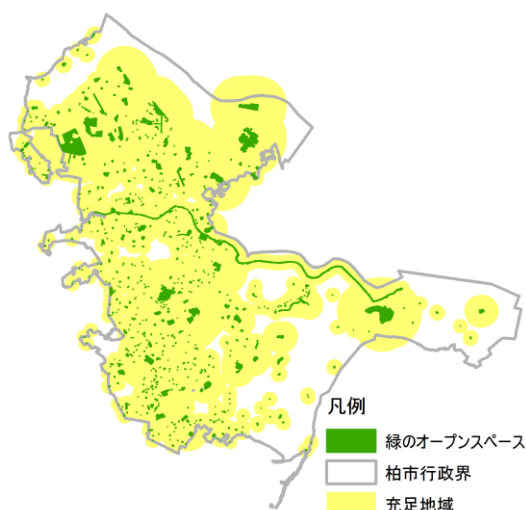 凡例
緑のオープンスペース
柏市行政界
充足地域